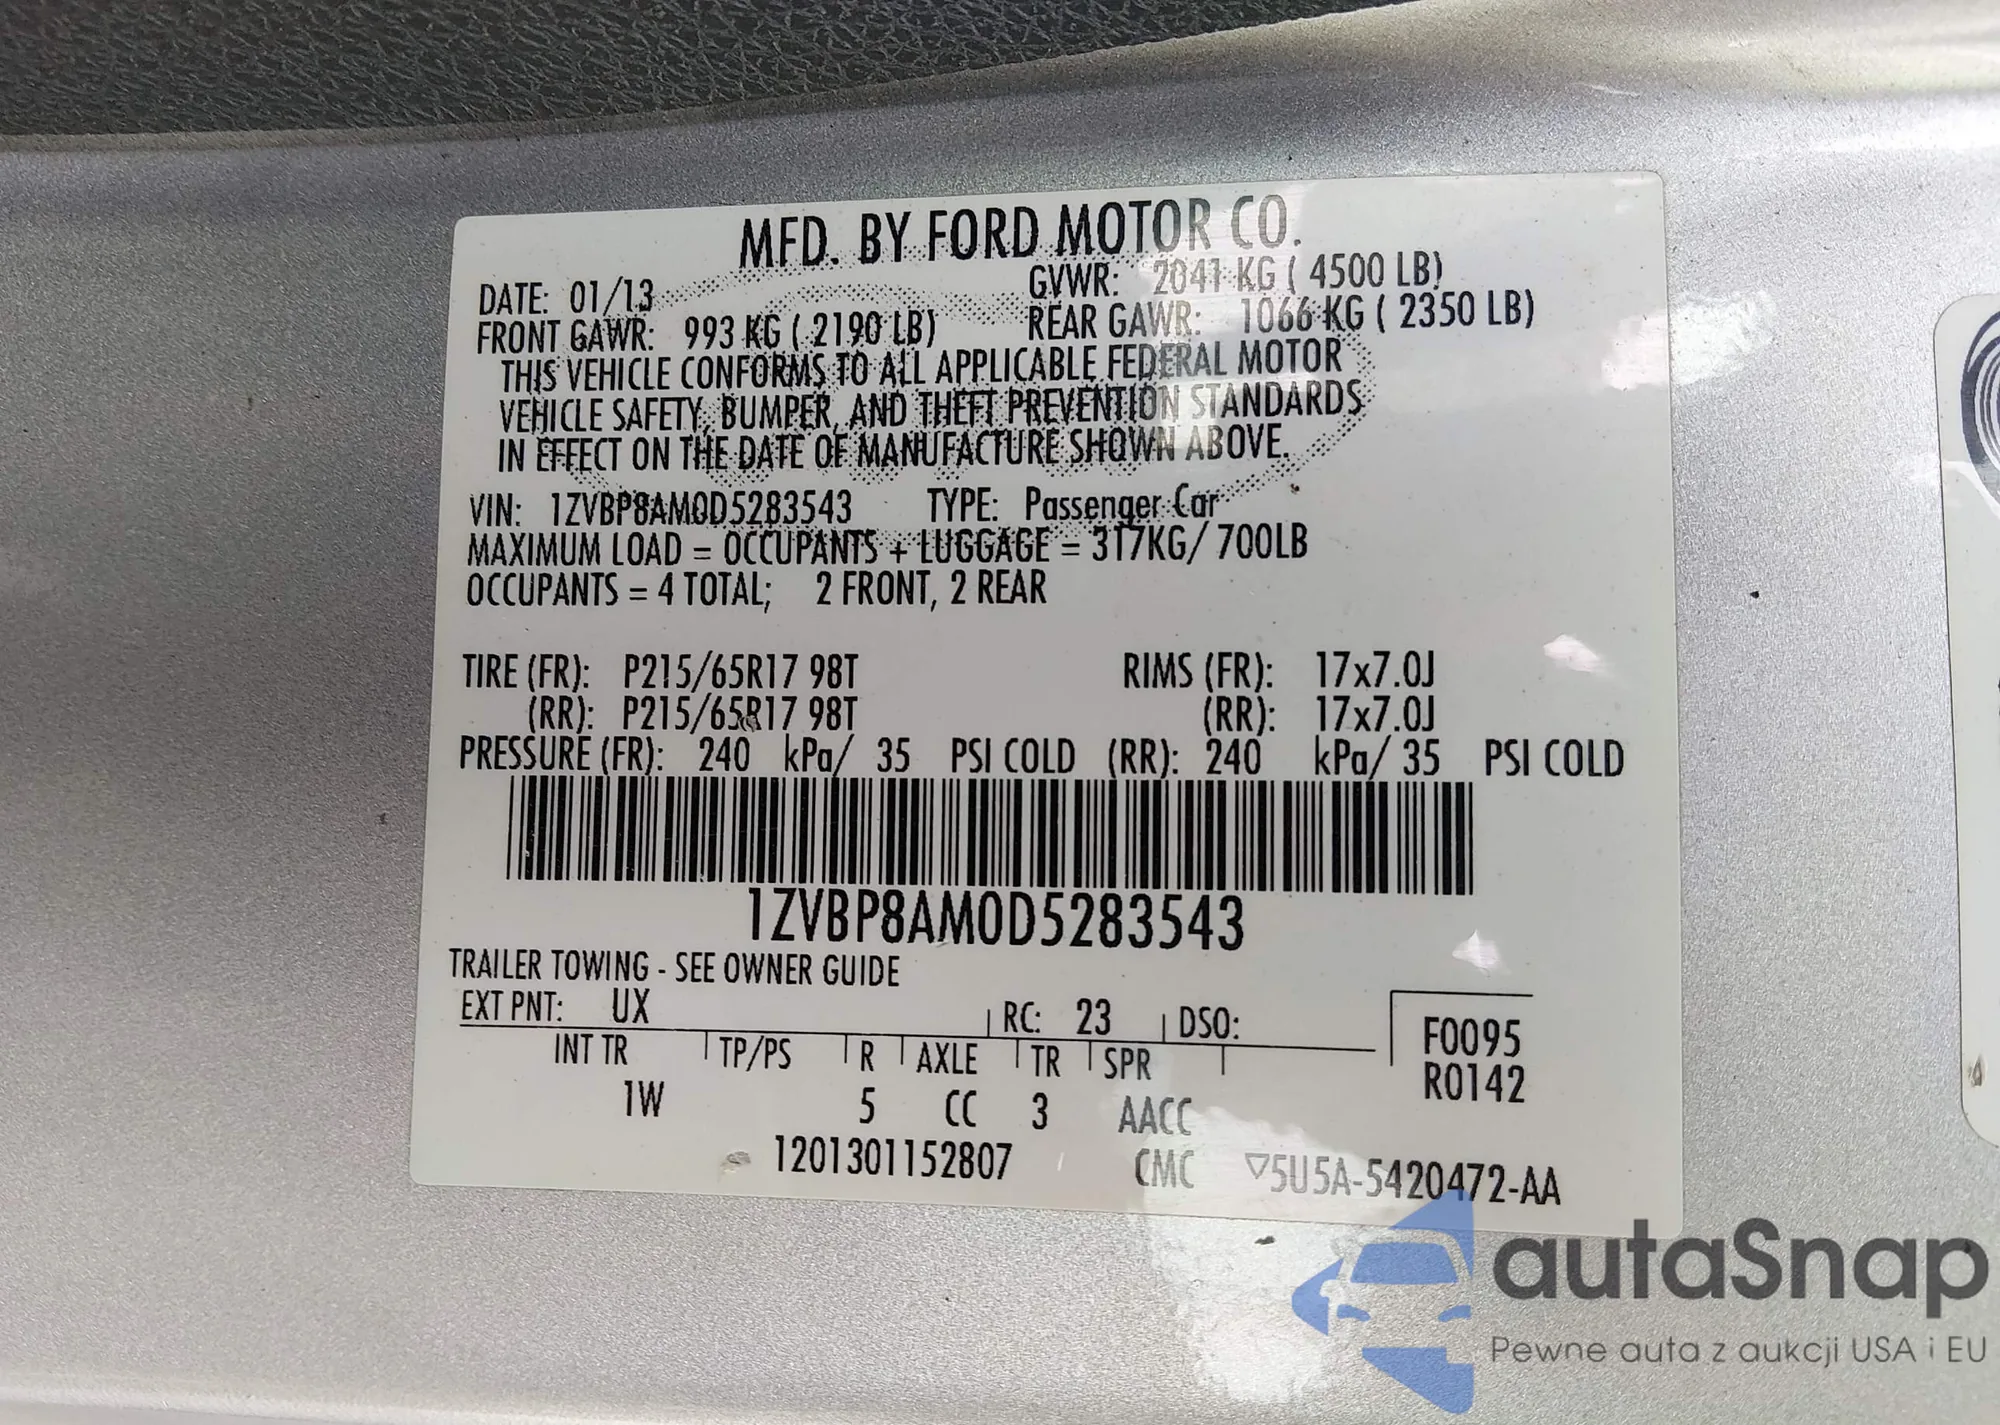 MFD. BY FORD MOTOR CO.
DATE: 01/13 GVWR: 2041 KG ( 4500 LB)
FRONT GAWR: 993 KG ( 2190 LB) REAR GAWR: 1066 KG ( 2350 LB)
THIS VEHICLE CONFORMS TO ALL APPLICABLE FEDERAL MOTOR
VEHICLE SAFETY, BUMPER, AND THEFT PREVENTION STANDARDS
IN EFFECT ON THE DATE OF MANUFACTURE SHOWN ABOVE.
VIN: 1ZVBP8AM0D5283543 TYPE: Passenger Car
MAXIMUM LOAD = OCCUPANTS + LUGGAGE = 317KG/ 700LB
OCCUPANTS = 4 TOTAL; 2 FRONT, 2 REAR
TIRE (FR): P215/65R17 98T RIMS (FR): 17x7.0J
(RR): P215/65R17 98T (RR): 17x7.0J
PRESSURE (FR): 240 kPa/ 35 PSI COLD (RR): 240 kPa/ 35 PSI COLD
1ZVBP8AM0D5283543
TRAILER TOWING - SEE OWNER GUIDE
EXT PNT: UX RC: 23 DSO: F0095
INT TR TP/PS R AXLE TR SPR R0142
1W 5 CC 3 AACC
1201301152807 CMC ▽5U5A-5420472-AA
autaSnap
Pewne auta z aukcji USA i EU